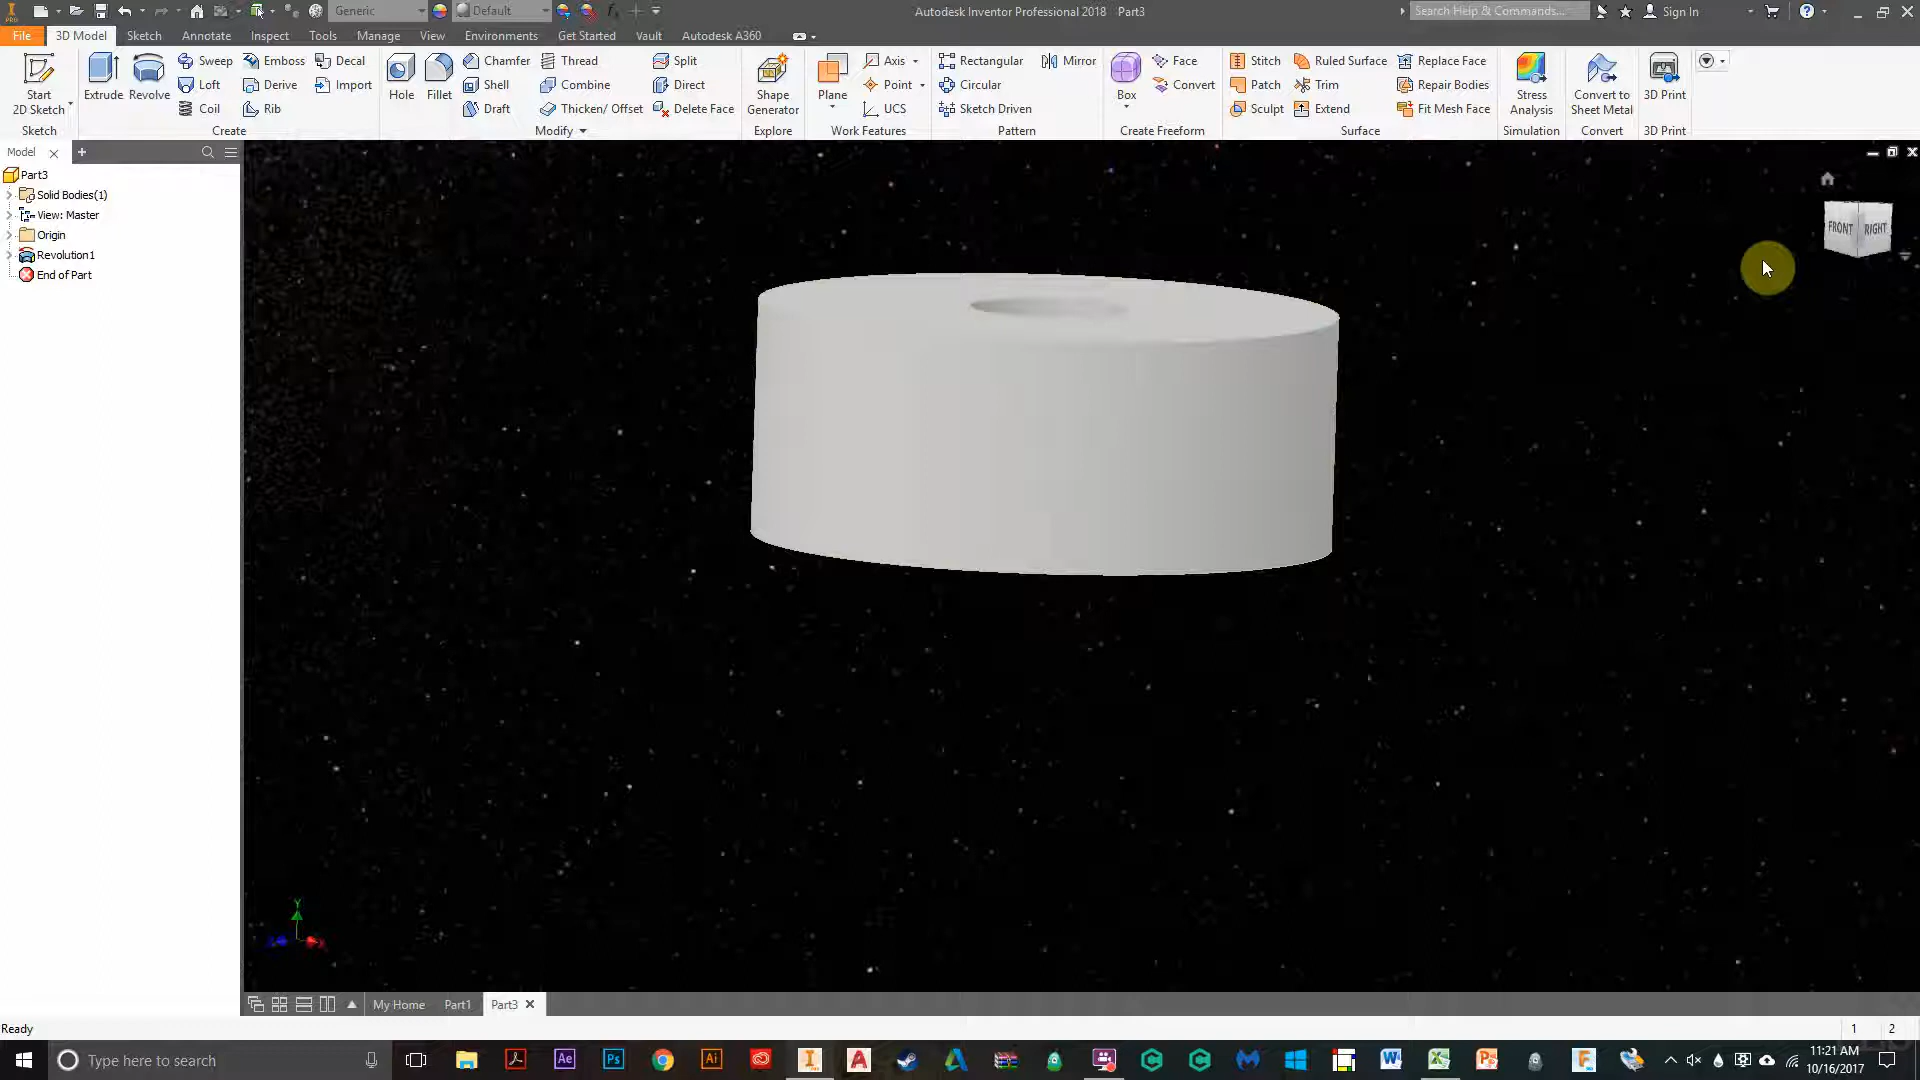 Generic
Default
Autodesk Inventor Professional 2018 Part3
Search Help & Commands...
Sign In
File
3D Model
Sketch
Annotate
Inspect
Tools
Manage
View
Environments
Get Started
Vault
Autodesk A360
Start
2D Sketch
Sketch
Extrude
Revolve
Sweep
Loft
Coil
Emboss
Derive
Rib
Decal
Import
Create
Hole
Fillet
Chamfer
Shell
Draft
Thread
Combine
Thicken/ Offset
Split
Direct
Delete Face
Modify
Shape
Generator
Explore
Plane
Axis
Point
UCS
Work Features
Rectangular
Circular
Sketch Driven
Mirror
Pattern
Box
Face
Convert
Create Freeform
Stitch
Patch
Sculpt
Ruled Surface
Trim
Extend
Replace Face
Repair Bodies
Fit Mesh Face
Surface
Stress
Analysis
Simulation
Convert to
Sheet Metal
Convert
3D Print
3D Print
Model
Part3
Solid Bodies(1)
View: Master
Origin
Revolution1
End of Part
FRONT
RIGHT
Y
My Home
Part1
Part3
Ready
1
2
Type here to search
Ae
Ps
Ai
11:21 AM
10/16/2017